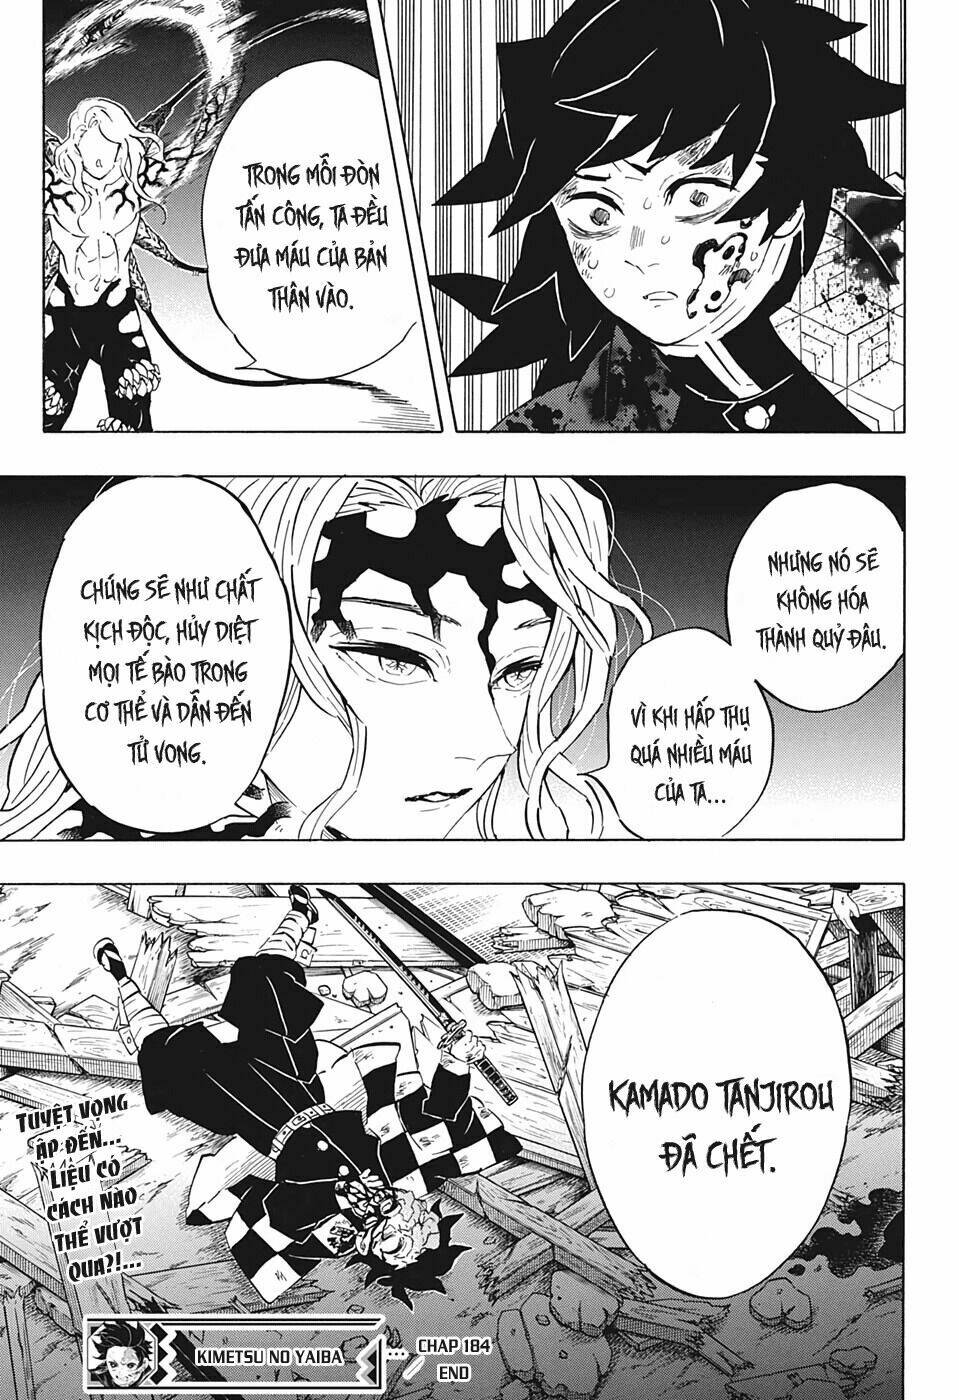 TRONG MỖI ĐÒN
TẤN CÔNG, TA ĐỀU
ĐƯA MÁU CỦA BẢN
THÂN VÀO.
NHƯNG NÓ SẼ
KHÔNG HÓA
THÀNH QUỶ ĐÂU.
VÌ KHI HẤP THỤ
QUÁ NHIỀU MÁU
CỦA TA...
CHÚNG SẼ NHƯ CHẤT
KỊCH ĐỘC, HỦY DIỆT
MỌI TẾ BÀO TRONG
CƠ THỂ VÀ DẪN ĐẾN
TỬ VONG.
KAMADO TANJIROU
ĐÃ CHẾT.
TUYỆT VỌNG
ẬP ĐẾN...
LIỆU CÓ
CÁCH NÀO
THỂ VƯỢT
QUA?!...
KIMETSU NO YAIBA
.... CHAP 184
END